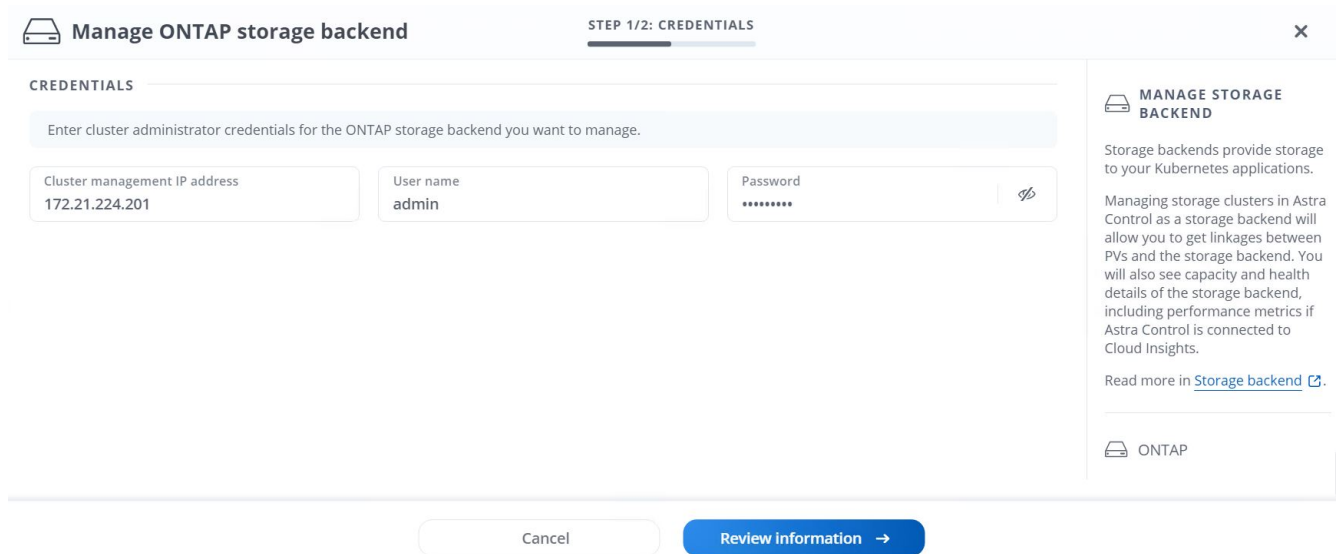 Manage ONTAP storage backend
STEP 1/2: CREDENTIALS
CREDENTIALS
Enter cluster administrator credentials for the ONTAP storage backend you want to manage.
Cluster management IP address
172.21.224.201
User name
admin
Password
•••••••••
MANAGE STORAGE
BACKEND
Storage backends provide storage
to your Kubernetes applications.
Managing storage clusters in Astra
Control as a storage backend will
allow you to get linkages between
PVs and the storage backend. You
will also see capacity and health
details of the storage backend,
including performance metrics if
Astra Control is connected to
Cloud Insights.
Read more in Storage backend.
ONTAP
Cancel
Review information →